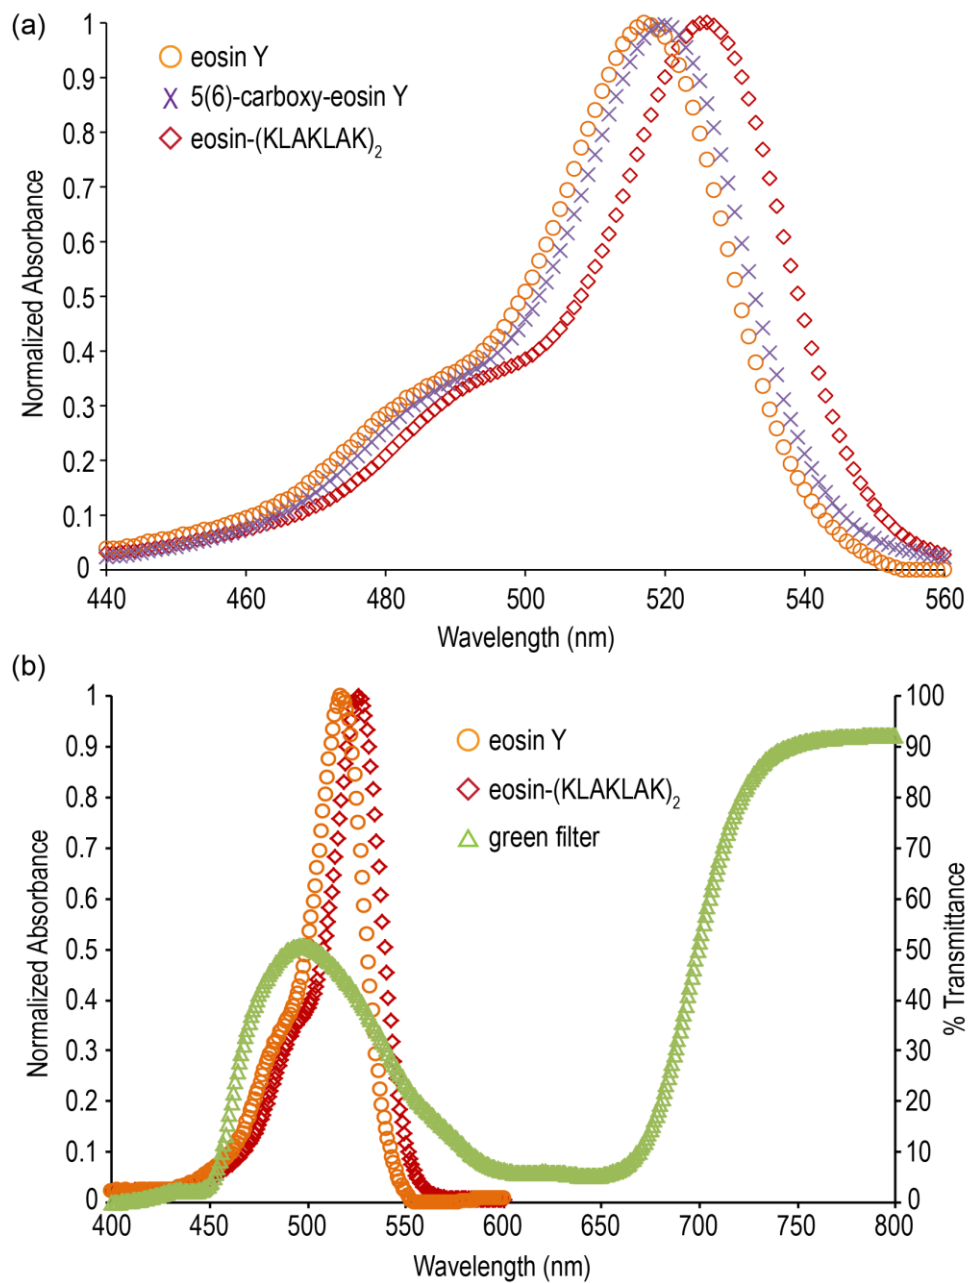 (a)
1
0.9
0.8
0.7
0.6
0.5
0.4
0.3
0.2
0.1
0
Normalized Absorbance
eosin Y
5(6)-carboxy-eosin Y
eosin-(KLAKLAK)2
440 460 480 500 520 540 560
Wavelength (nm)
(b)
1
0.9
0.8
0.7
0.6
0.5
0.4
0.3
0.2
0.1
0
Normalized Absorbance
eosin Y
eosin-(KLAKLAK)2
green filter
100
90
80
70
60
50
40
30
20
10
0
% Transmittance
400 450 500 550 600 650 700 750 800
Wavelength (nm)